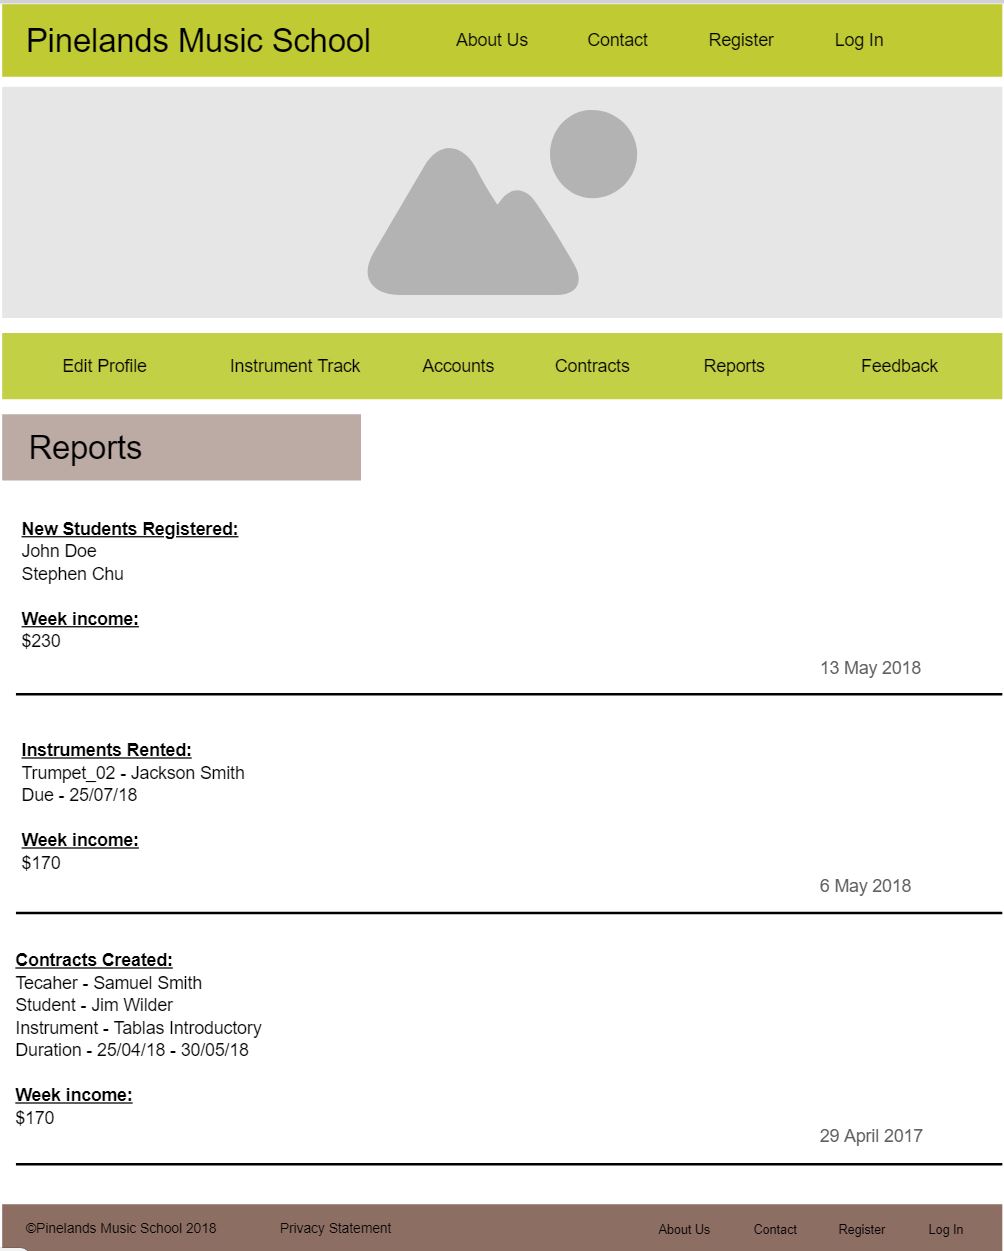 Pinelands Music School About Us Contact Register Log In
Edit Profile Instrument Track Accounts Contracts Reports Feedback
Reports
New Students Registered:
John Doe
Stephen Chu
Week income:
$230
13 May 2018
Instruments Rented:
Trumpet_02 - Jackson Smith
Due - 25/07/18
Week income:
$170
6 May 2018
Contracts Created:
Tecaher - Samuel Smith
Student - Jim Wilder
Instrument - Tablas Introductory
Duration - 25/04/18 - 30/05/18
Week income:
$170
29 April 2017
©Pinelands Music School 2018 Privacy Statement About Us Contact Register Log In